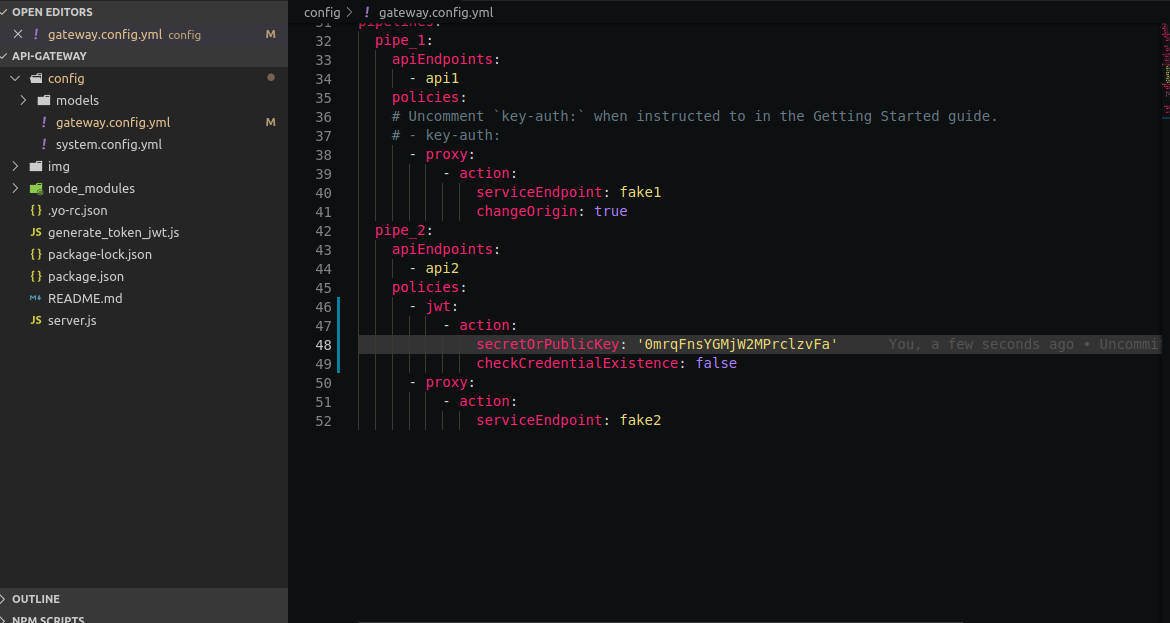 OPEN EDITORS
gateway.config.yml config M
API-GATEWAY
config
models
gateway.config.yml M
system.config.yml
img
node_modules
{} .yo-rc.json
JS generate_token_jwt.js
{} package-lock.json
{} package.json
M↓ README.md
JS server.js
OUTLINE
NPM SCRIPTS
config > ! gateway.config.yml
31 pipelines:
32 pipe_1:
33 apiEndpoints:
34 - api1
35 policies:
36 # Uncomment `key-auth:` when instructed to in the Getting Started guide.
37 # - key-auth:
38 - proxy:
39 - action:
40 serviceEndpoint: fake1
41 changeOrigin: true
42 pipe_2:
43 apiEndpoints:
44 - api2
45 policies:
46 - jwt:
47 - action:
48 secretOrPublicKey: '0mrqFnsYGMjW2MPrclzvFa' You, a few seconds ago • Uncommi
49 checkCredentialExistence: false
50 - proxy:
51 - action:
52 serviceEndpoint: fake2